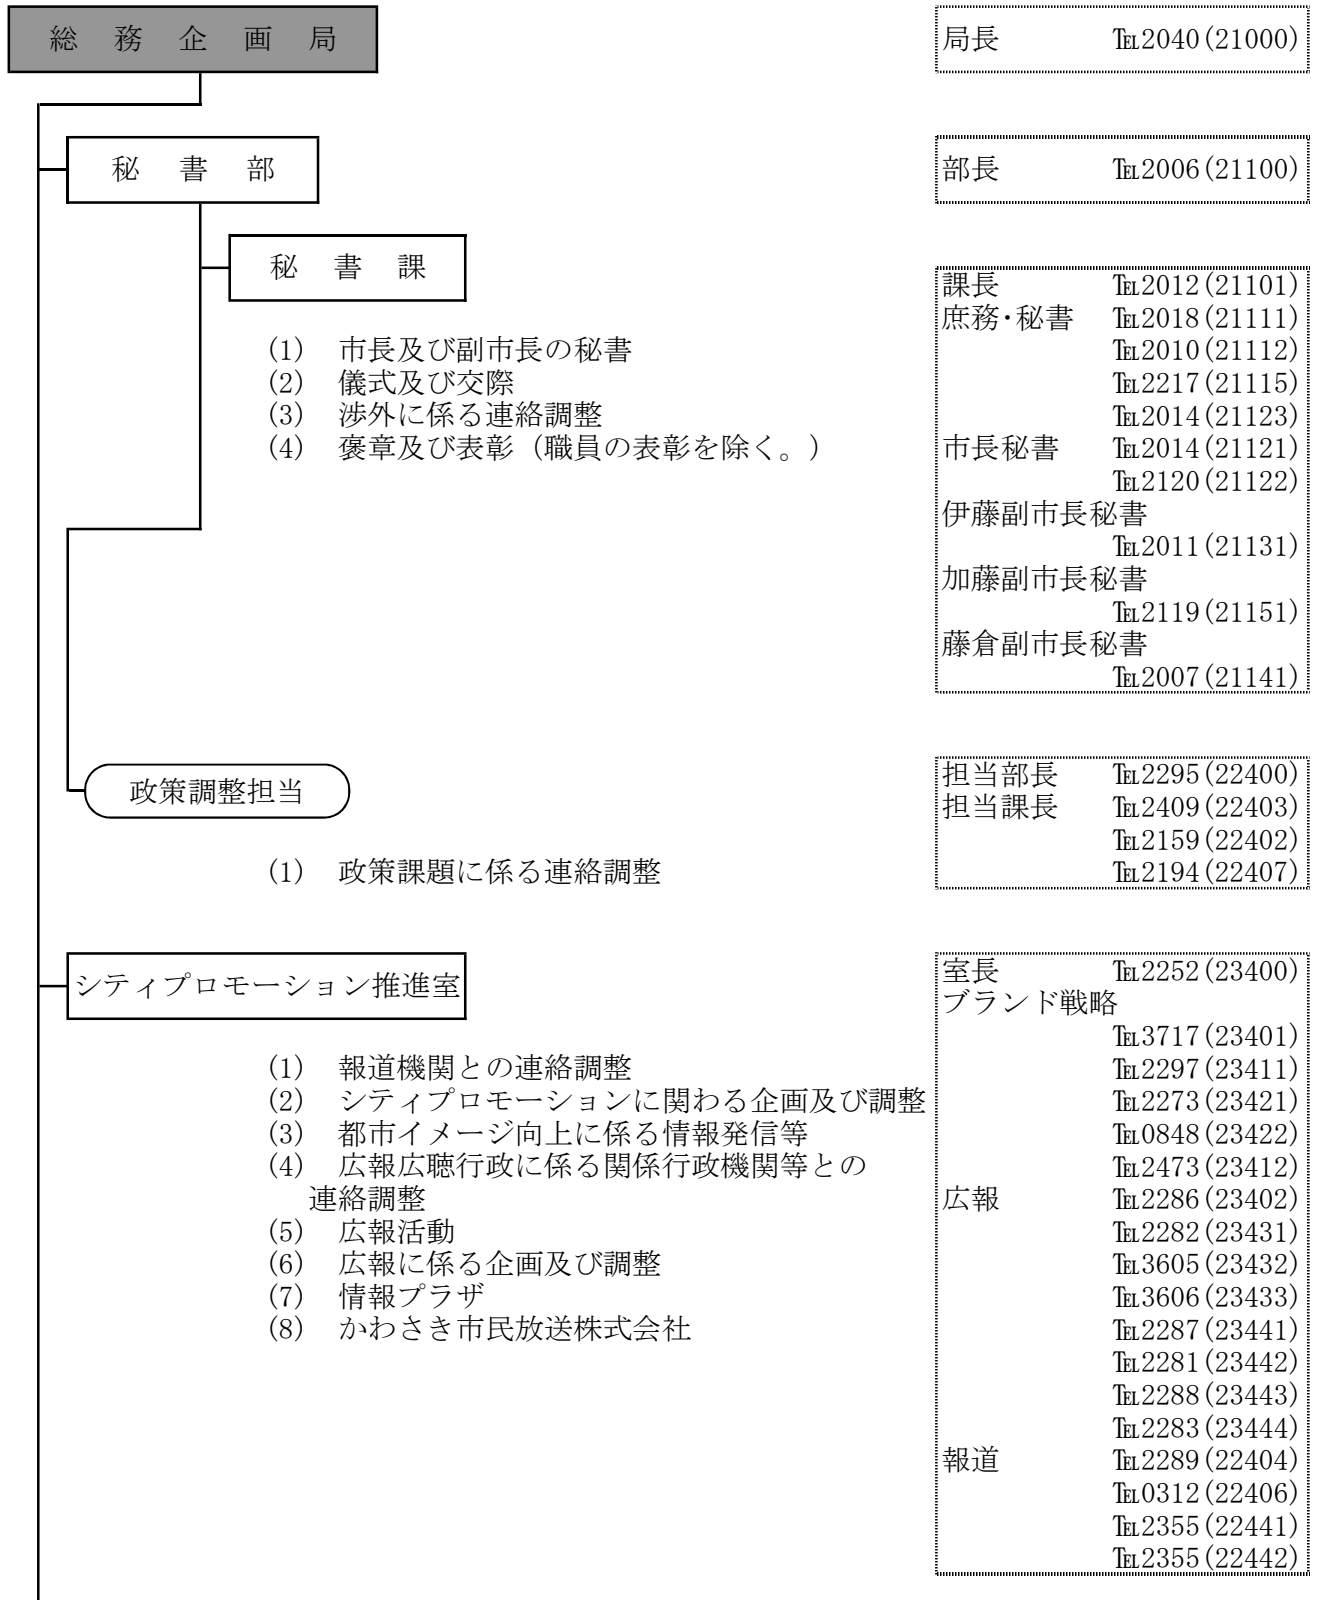 総務企画局
局長 ℡2040(21000)
秘書部
部長 ℡2006(21100)
秘書課
課長 ℡2012(21101)
庶務･秘書 ℡2018(21111)
(1) 市長及び副市長の秘書
℡2010(21112)
(2) 儀式及び交際
℡2217(21115)
(3) 渉外に係る連絡調整
℡2014(21123)
(4) 褒章及び表彰（職員の表彰を除く。）
市長秘書 ℡2014(21121)
℡2120(21122)
伊藤副市長秘書
℡2011(21131)
加藤副市長秘書
℡2119(21151)
藤倉副市長秘書
℡2007(21141)
政策調整担当
担当部長 ℡2295(22400)
担当課長 ℡2409(22403)
℡2159(22402)
(1) 政策課題に係る連絡調整
℡2194(22407)
シティプロモーション推進室
室長 ℡2252(23400)
ブランド戦略
℡3717(23401)
(1) 報道機関との連絡調整
℡2297(23411)
(2) シティプロモーションに関わる企画及び調整
℡2273(23421)
(3) 都市イメージ向上に係る情報発信等
℡0848(23422)
(4) 広報広聴行政に係る関係行政機関等との
℡2473(23412)
連絡調整
広報 ℡2286(23402)
(5) 広報活動
℡2282(23431)
(6) 広報に係る企画及び調整
℡3605(23432)
(7) 情報プラザ
℡3606(23433)
(8) かわさき市民放送株式会社
℡2287(23441)
℡2281(23442)
℡2288(23443)
℡2283(23444)
報道 ℡2289(22404)
℡0312(22406)
℡2355(22441)
℡2355(22442)